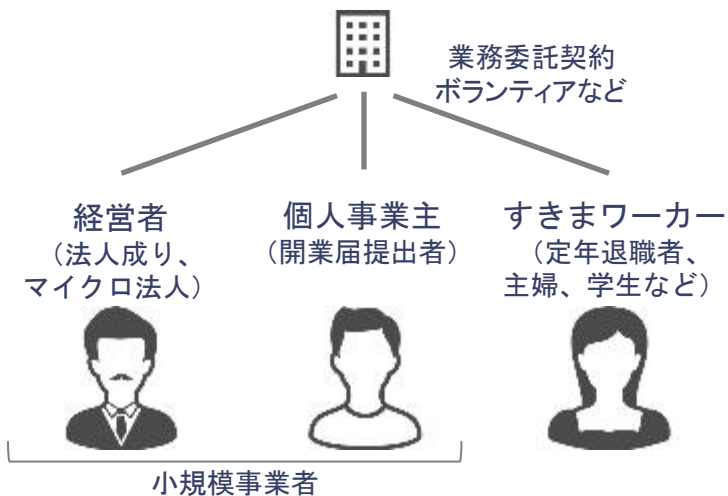 業務委託契約
ボランティアなど
経営者
（法人成り、
マイクロ法人）
個人事業主
（開業届提出者）
すきまワーカー
（定年退職者、
主婦、学生など）
小規模事業者